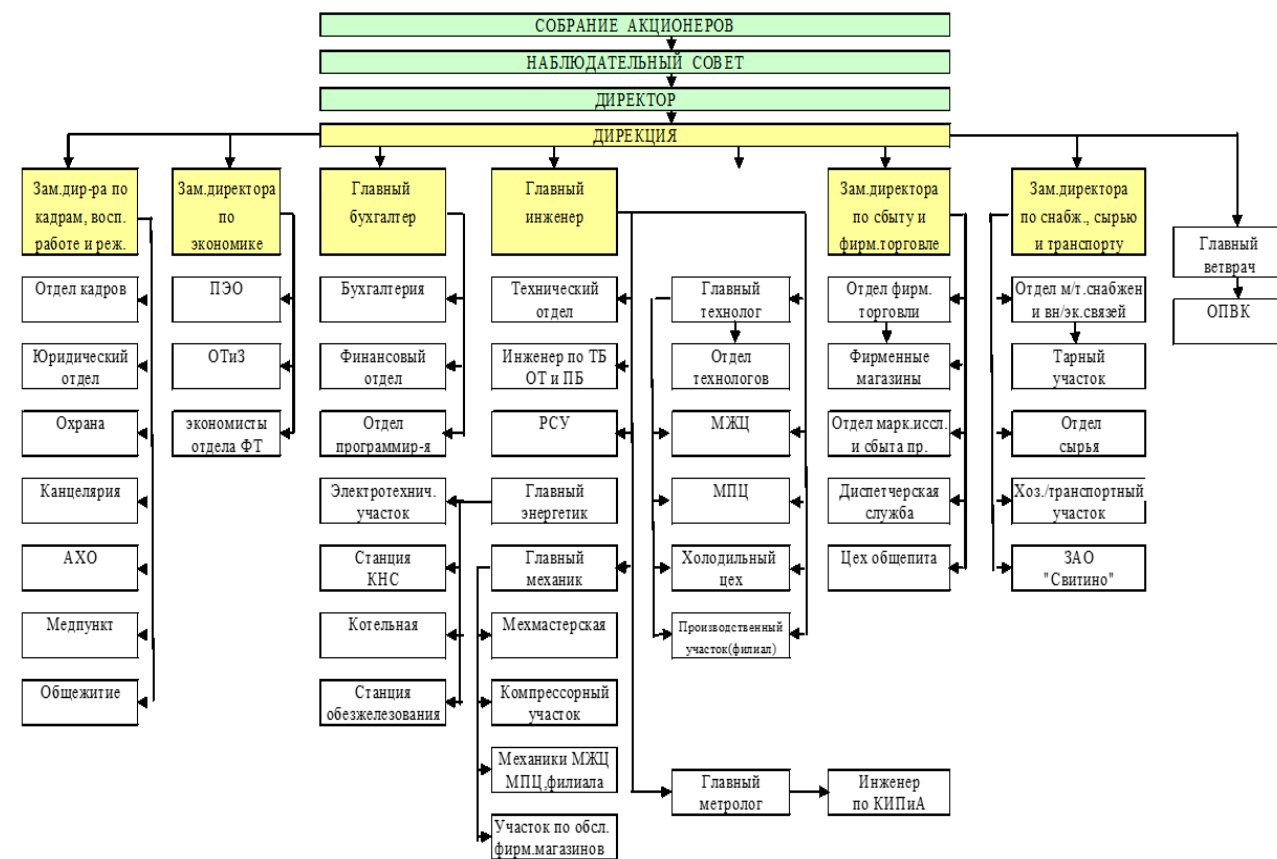 СОБРАНИЕ АКЦИОНЕРОВ
НАБЛЮДАТЕЛЬНЫЙ СОВЕТ
ДИРЕКТОР
ДИРЕКЦИЯ
Зам.дир-ра по
кадрам, восп.
работе и реж.
Зам.директора
по
экономике
Главный
бухгалтер
Главный
инженер
Зам.директора
по сбыту и
фирм.торговле
Зам.директора
по снабж., сырью
и транспорту
Главный
ветврач
Отдел кадров
ПЭО
Бухгалтерия
Технический
отдел
Главный
технолог
Отдел фирм.
торговли
Отдел м/т.снабжен
и вн/эк.связей
ОПВК
Юридический
отдел
ОТиЗ
Финансовый
отдел
Инженер по ТБ
ОТ и ПБ
Отдел
технологов
Фирменные
магазины
Тарный
участок
Охрана
экономисты
отдела ФТ
Отдел
программир-я
РСУ
МЖЦ
Отдел марк.иссл.
и сбыта пр.
Отдел
сырья
Канцелярия
Электротехнич.
участок
Главный
энергетик
МПЦ
Диспетчерская
служба
Хоз./транспортный
участок
АХО
Станция
КНС
Главный
механик
Холодильный
цех
Цех общепита
ЗАО
"Свитино"
Медпункт
Котельная
Мехмастерская
Производственный
участок(филиал)
Общежитие
Станция
обезжелезования
Компрессорный
участок
Механики МЖЦ
МПЦ,филиала
Главный
метролог
Инженер
по КИПиА
Участок по обсл.
фирм.магазинов